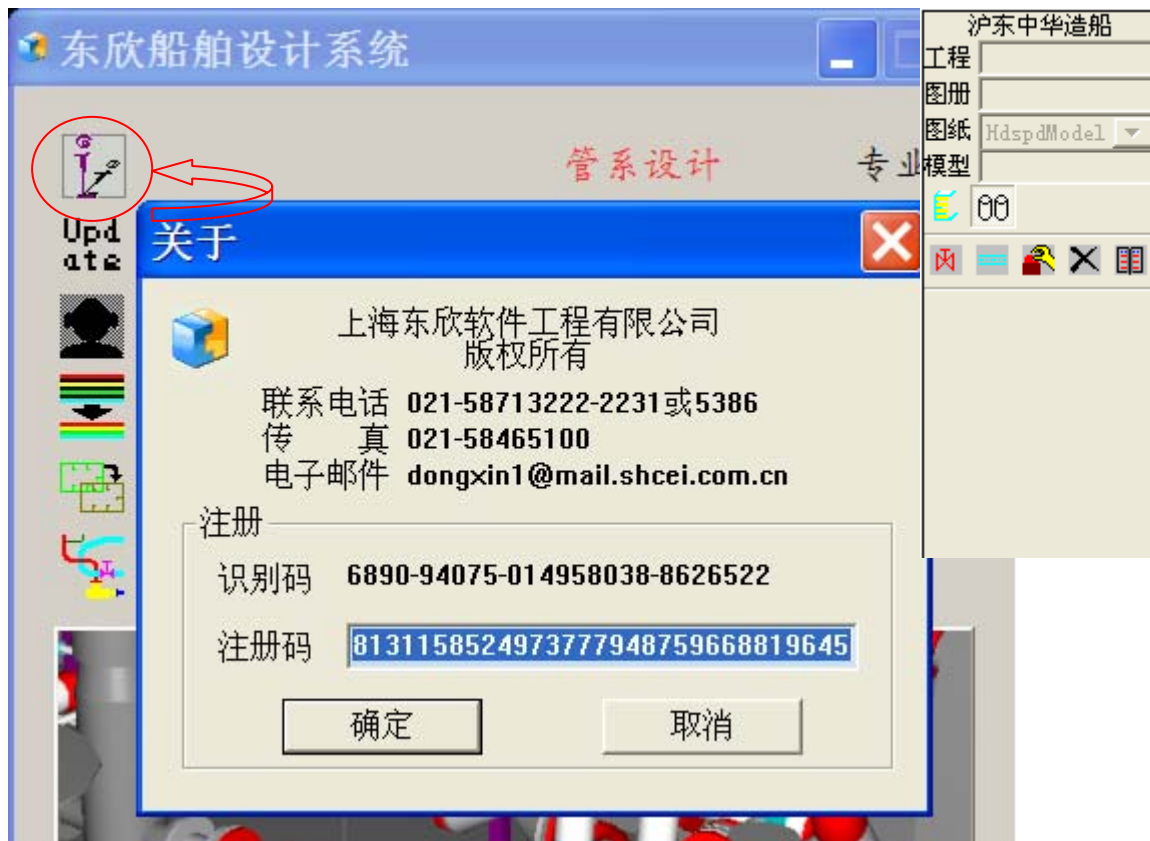 东欣船舶设计系统
管系设计
专业
Upd
ate
关于
上海东欣软件工程有限公司
版权所有
联系电话 021-58713222-2231或5386
传 真 021-58465100
电子邮件 dongxin1@mail.shcei.com.cn
注册
识别码 6890-94075-014958038-8626522
注册码 8131158524973777948759668819645
确定
取消
沪东中华造船
工程
图册
图纸 HdspdModel
模型